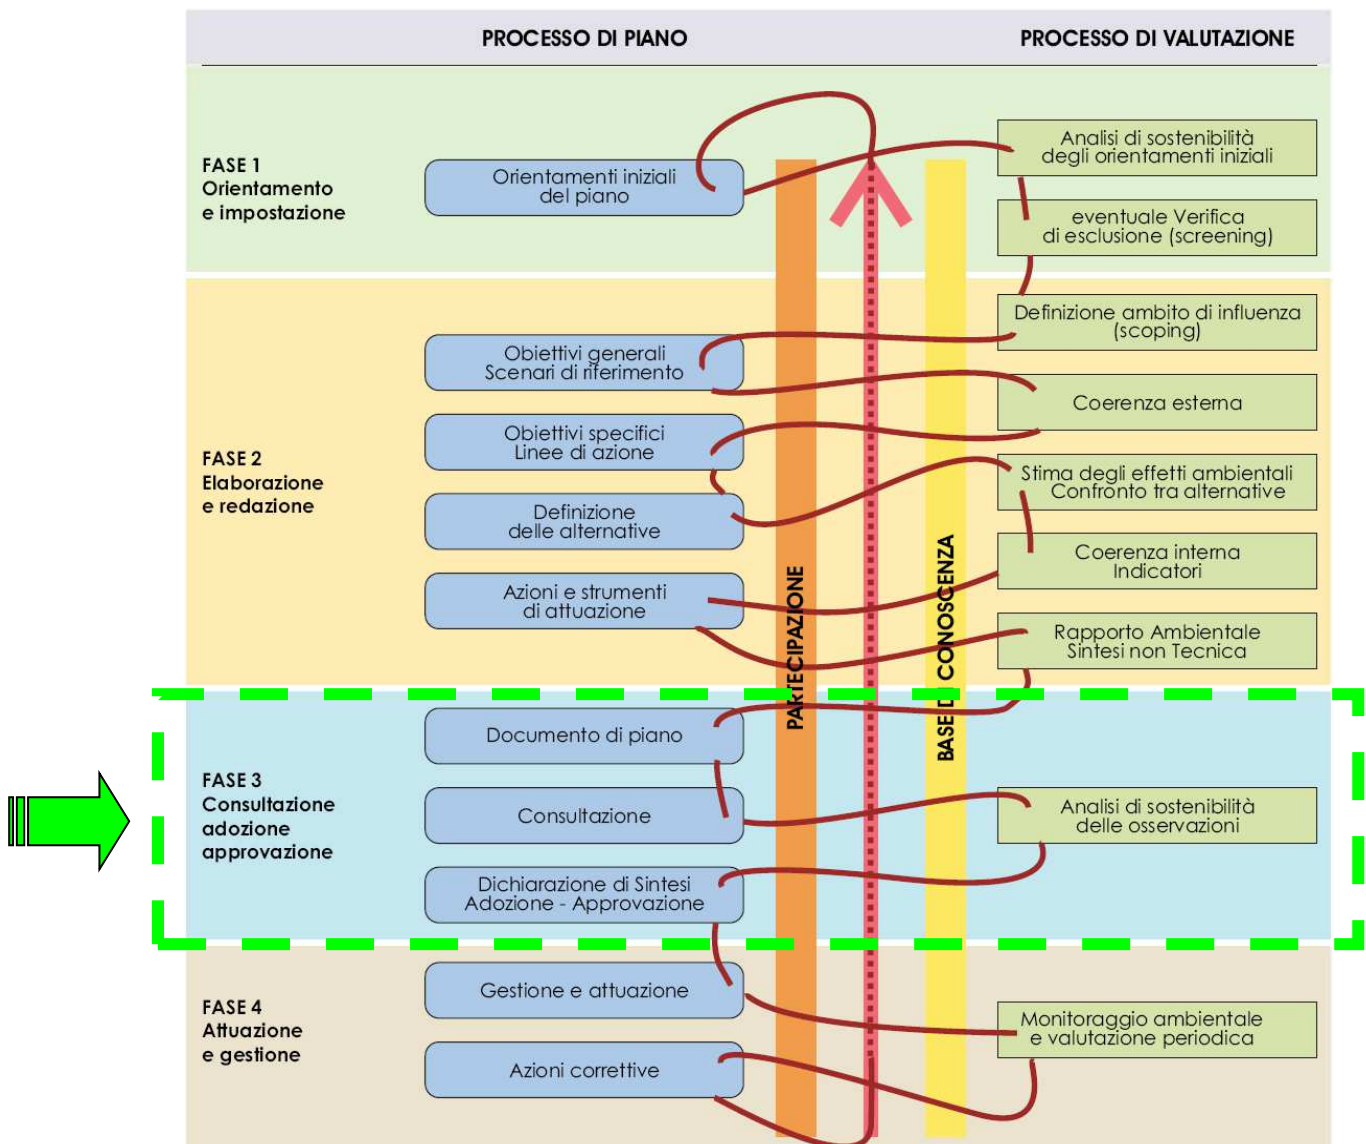 PROCESSO DI PIANO
PROCESSO DI VALUTAZIONE
FASE 1
Orientamento
e impostazione
Orientamenti iniziali
del piano
Analisi di sostenibilità
degli orientamenti iniziali
eventuale Verifica
di esclusione (screening)
FASE 2
Elaborazione
e redazione
Obiettivi generali
Scenari di riferimento
Obiettivi specifici
Linee di azione
Definizione
delle alternative
Azioni e strumenti
di attuazione
Definizione ambito di influenza
(scoping)
Coerenza esterna
Stima degli effetti ambientali
Confronto tra alternative
Coerenza interna
Indicatori
Rapporto Ambientale
Sintesi non Tecnica
PARTECIPAZIONE
BASE DI CONOSCENZA
FASE 3
Consultazione
adozione
approvazione
Documento di piano
Consultazione
Dichiarazione di Sintesi
Adozione - Approvazione
Analisi di sostenibilità
delle osservazioni
FASE 4
Attuazione
e gestione
Gestione e attuazione
Azioni correttive
Monitoraggio ambientale
e valutazione periodica